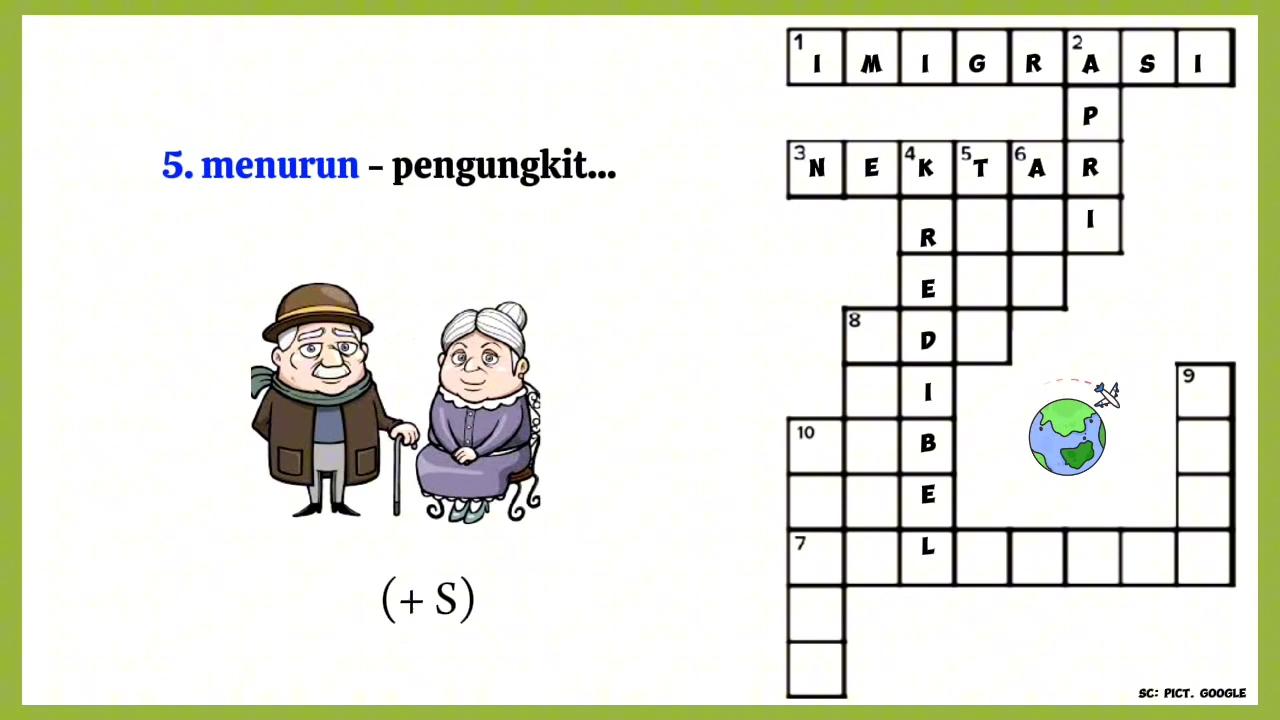 5. menurun - pengungkit...
(+ S)
1 I M I G R 2 A S I
P
3 N E 4 K 5 T 6 A R
R I
E
8 D
I 9
10 B
E
7 L
SC: PICT. GOOGLE